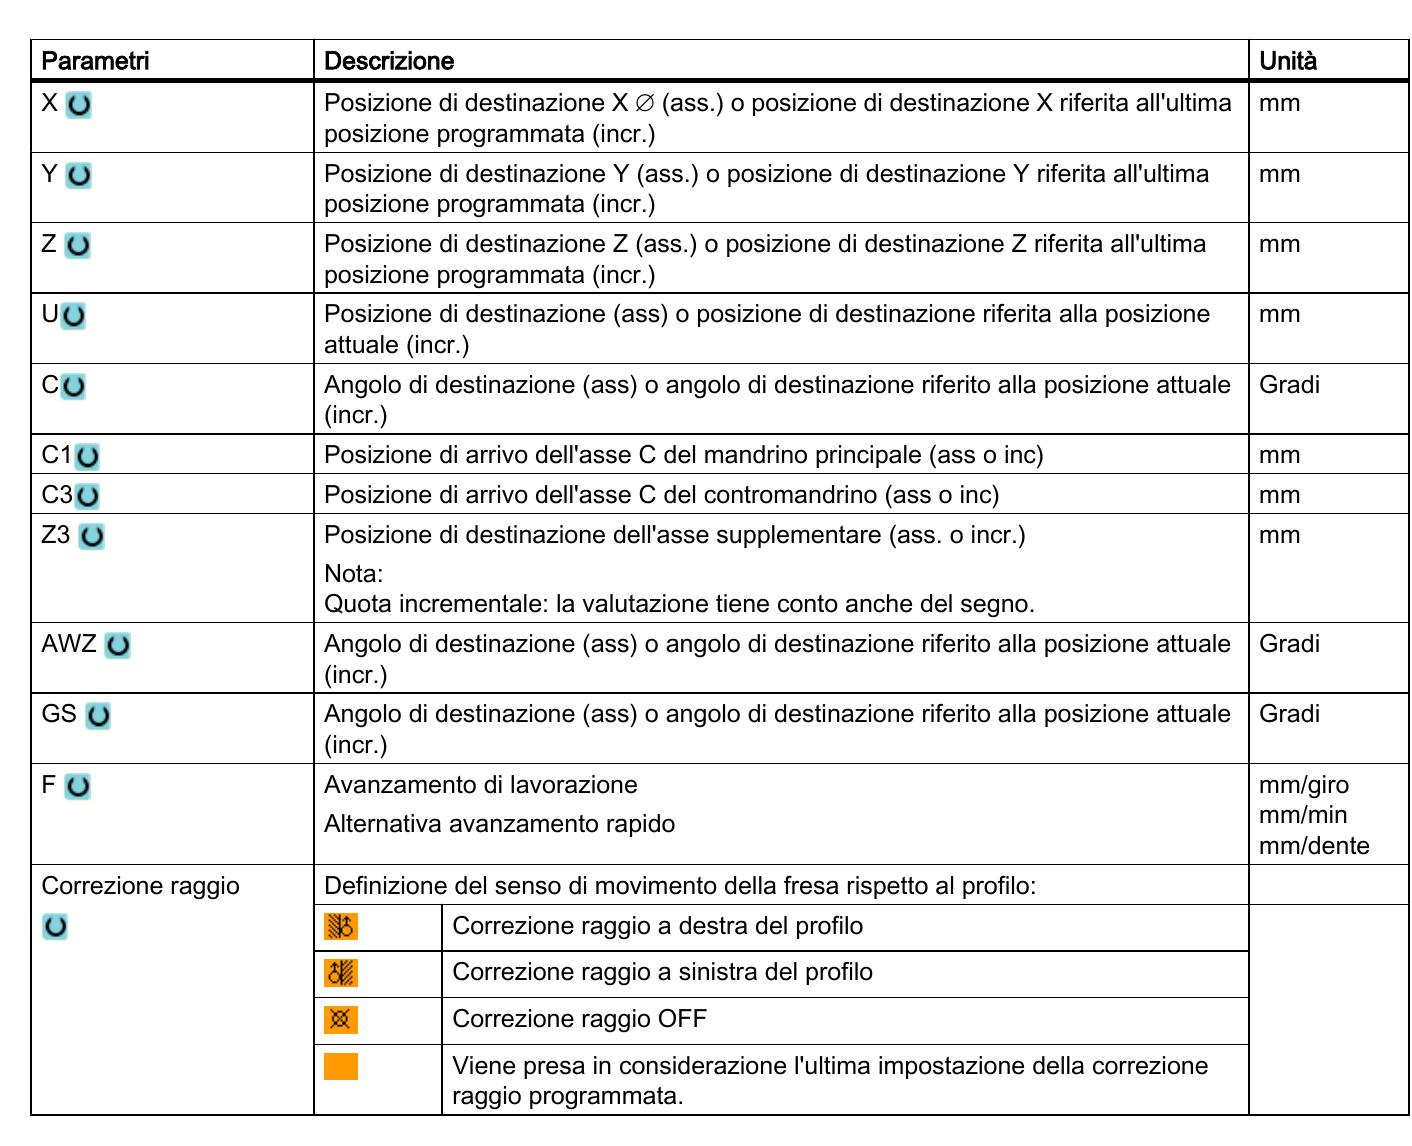 Parametri Descrizione Unità
X Posizione di destinazione X ∅ (ass.) o posizione di destinazione X riferita all'ultima mm
posizione programmata (incr.)
Y Posizione di destinazione Y (ass.) o posizione di destinazione Y riferita all'ultima mm
posizione programmata (incr.)
Z Posizione di destinazione Z (ass.) o posizione di destinazione Z riferita all'ultima mm
posizione programmata (incr.)
U Posizione di destinazione (ass) o posizione di destinazione riferita alla posizione mm
attuale (incr.)
C Angolo di destinazione (ass) o angolo di destinazione riferito alla posizione attuale Gradi
(incr.)
C1 Posizione di arrivo dell'asse C del mandrino principale (ass o inc) mm
C3 Posizione di arrivo dell'asse C del contromandrino (ass o inc) mm
Z3 Posizione di destinazione dell'asse supplementare (ass. o incr.) mm
Nota:
Quota incrementale: la valutazione tiene conto anche del segno.
AWZ Angolo di destinazione (ass) o angolo di destinazione riferito alla posizione attuale Gradi
(incr.)
GS Angolo di destinazione (ass) o angolo di destinazione riferito alla posizione attuale Gradi
(incr.)
F Avanzamento di lavorazione mm/giro
Alternativa avanzamento rapido mm/min
mm/dente
Correzione raggio Definizione del senso di movimento della fresa rispetto al profilo:
Correzione raggio a destra del profilo
Correzione raggio a sinistra del profilo
Correzione raggio OFF
Viene presa in considerazione l'ultima impostazione della correzione
raggio programmata.